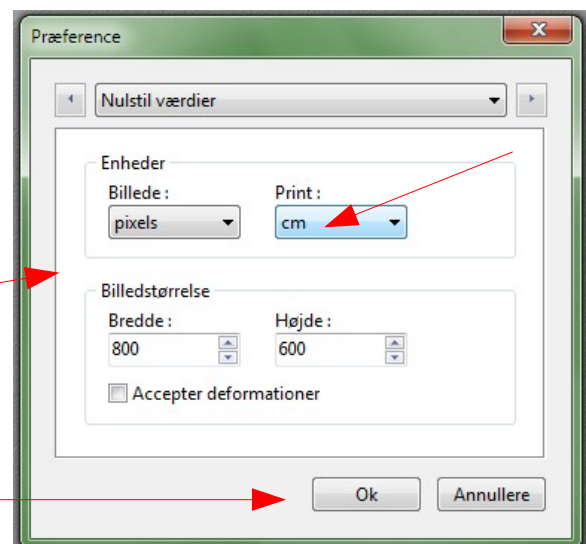 Præference
Nulstil værdier
Enheder
Billede :
Print :
pixels
cm
Billedstørrelse
Bredde :
Højde :
800
600
Accepter deformationer
Ok
Annullere